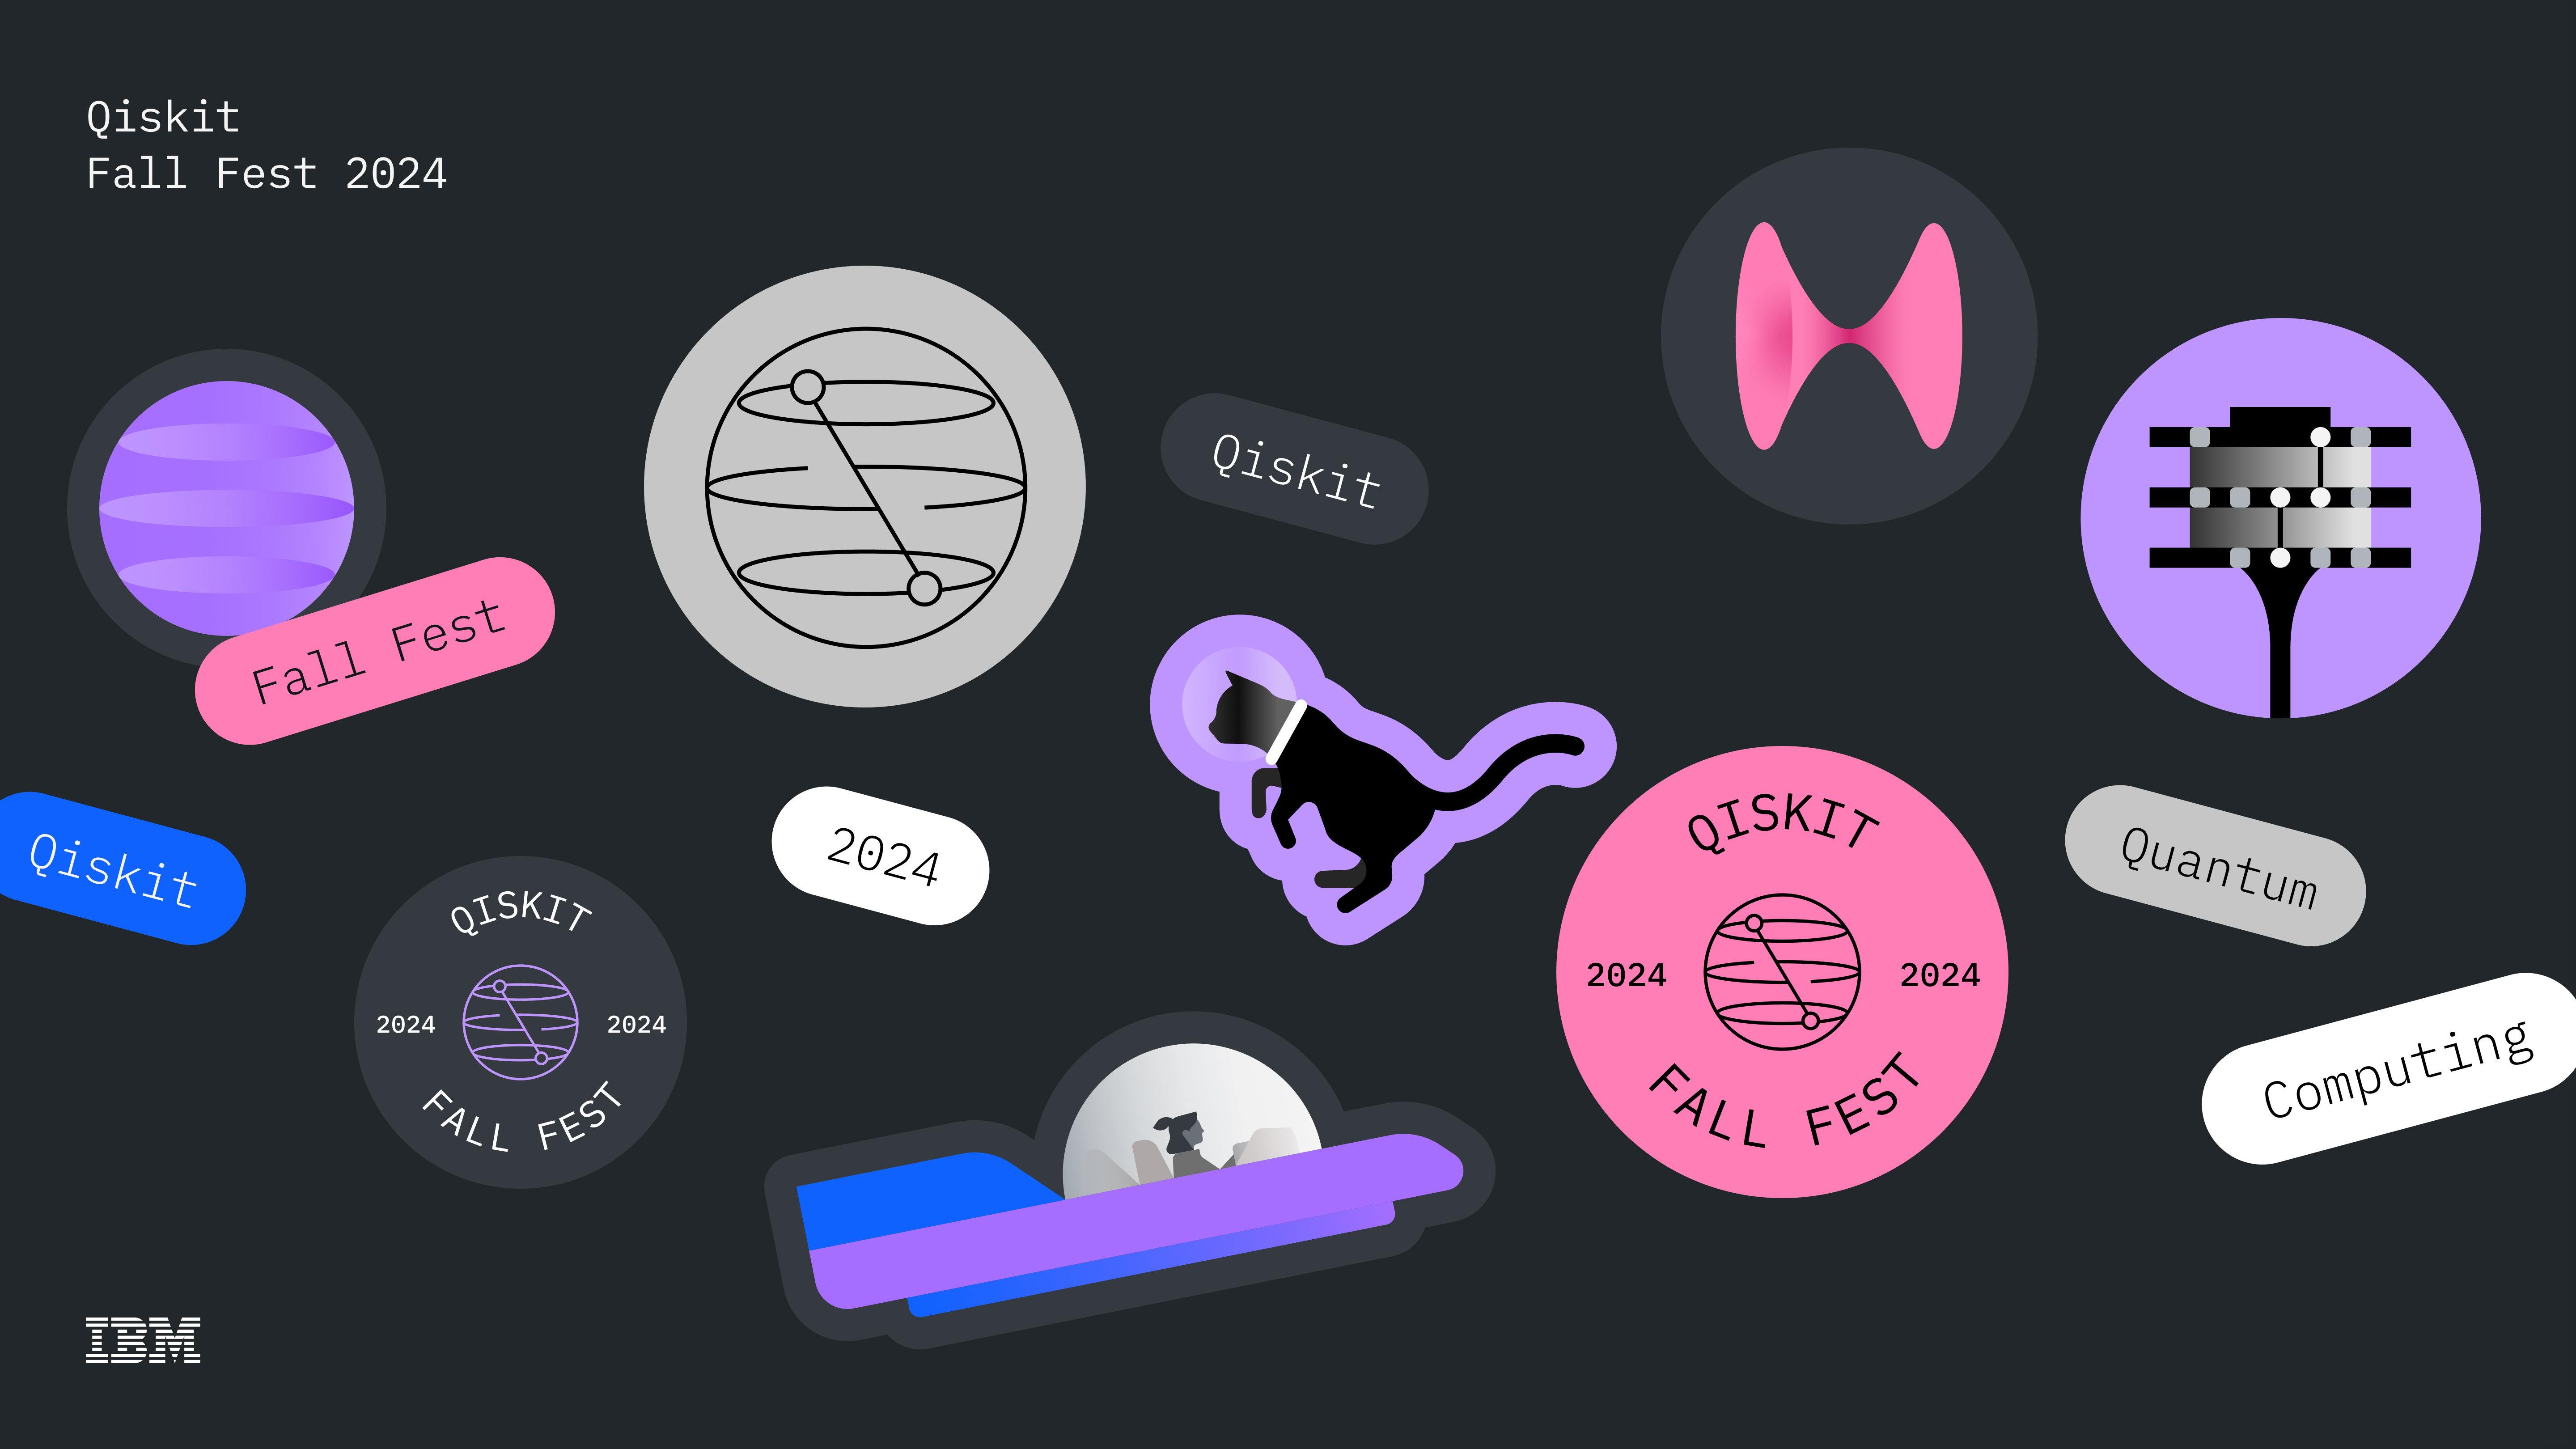 Qiskit
Fall Fest 2024
Qiskit
Fall Fest
Qiskit
2024
QISKIT
2024 2024
FALL FEST
QISKIT
2024 2024
FALL FEST
Quantum
Computing
IBM